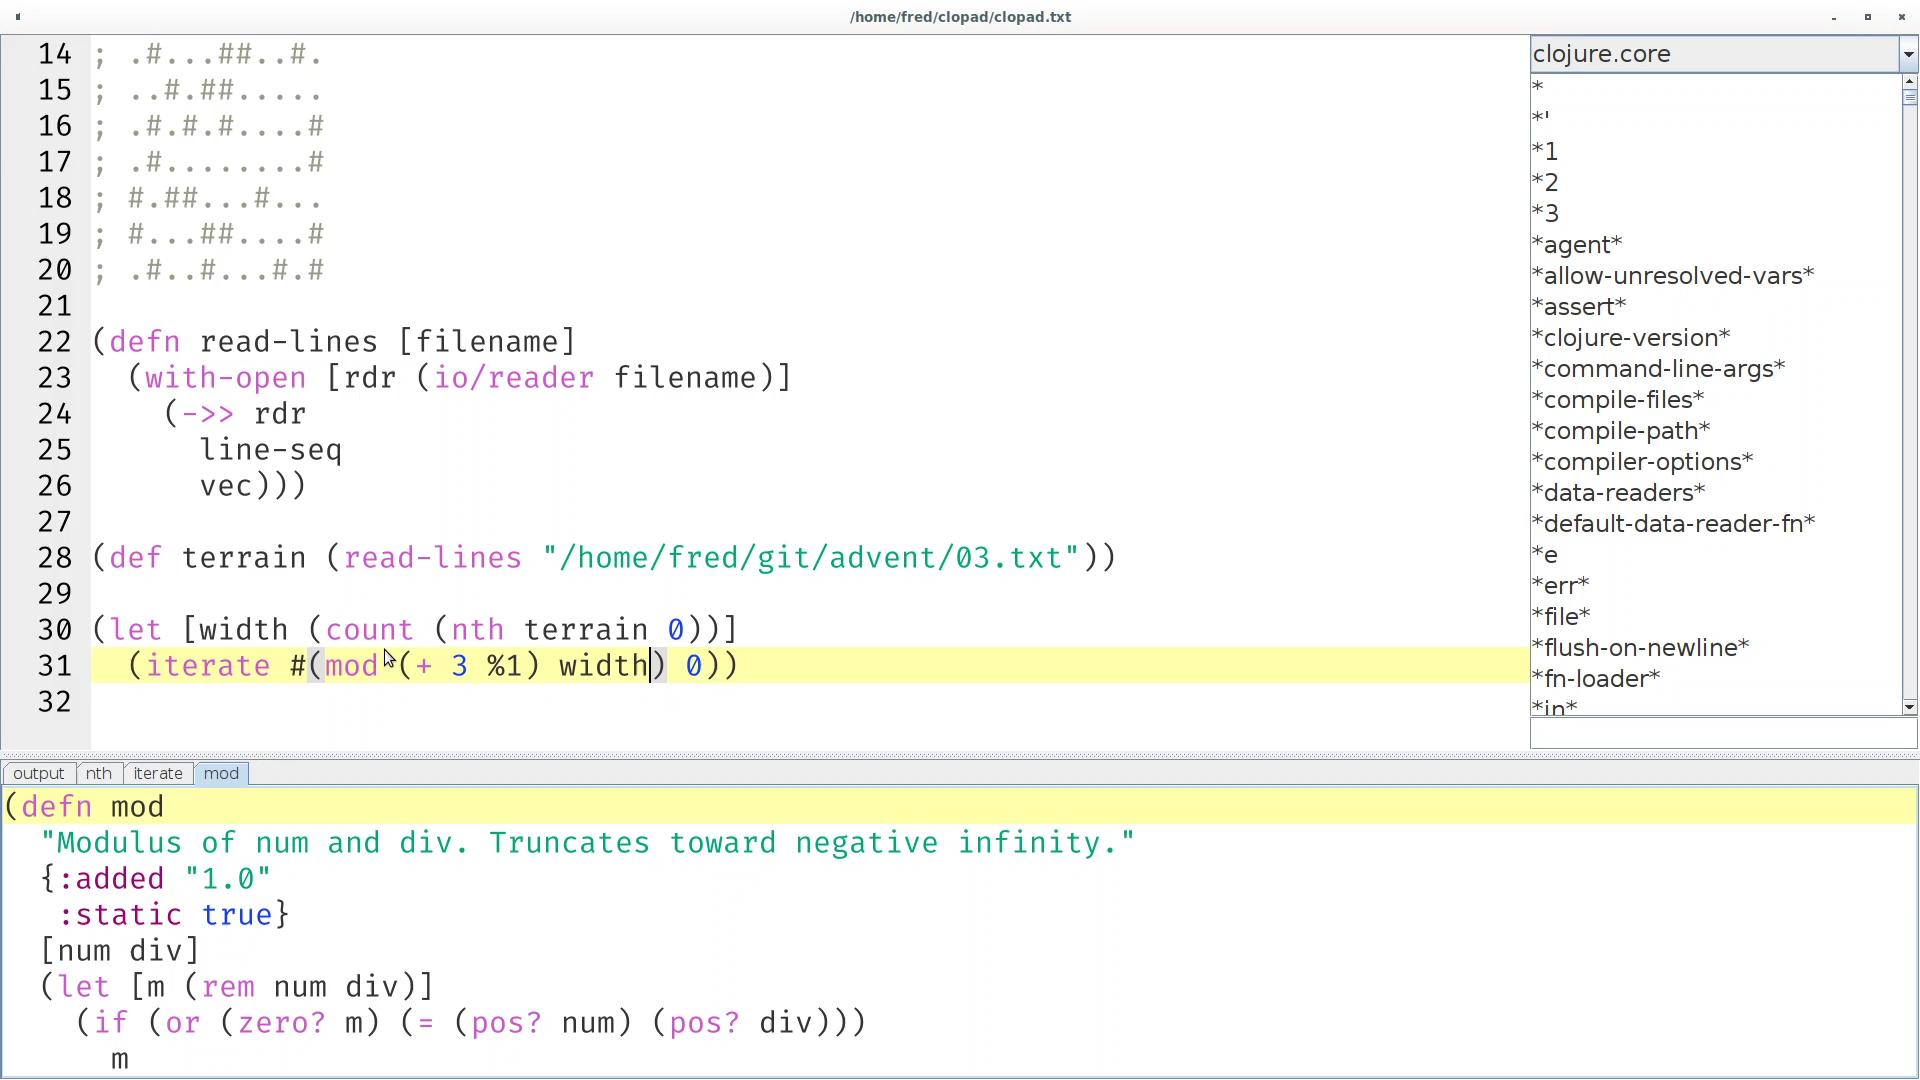 /home/fred/clopad/clopad.txt
14 ; .#...##..#.
15 ; ..#.##.....
16 ; .#.#.#....#
17 ; .#........#
18 ; #.##...#...
19 ; #...##....#
20 ; .#..#...#.#
21
22 (defn read-lines [filename]
23   (with-open [rdr (io/reader filename)]
24     (->> rdr
25       line-seq
26       vec)))
27
28 (def terrain (read-lines "/home/fred/git/advent/03.txt"))
29
30 (let [width (count (nth terrain 0))]
31   (iterate #(mod (+ 3 %1) width) 0))
32
clojure.core
*
*'
*1
*2
*3
*agent*
*allow-unresolved-vars*
*assert*
*clojure-version*
*command-line-args*
*compile-files*
*compile-path*
*compiler-options*
*data-readers*
*default-data-reader-fn*
*e
*err*
*file*
*flush-on-newline*
*fn-loader*
*in*
output nth iterate mod
(defn mod
  "Modulus of num and div. Truncates toward negative infinity."
  {:added "1.0"
   :static true}
  [num div]
  (let [m (rem num div)]
    (if (or (zero? m) (= (pos? num) (pos? div)))
      m